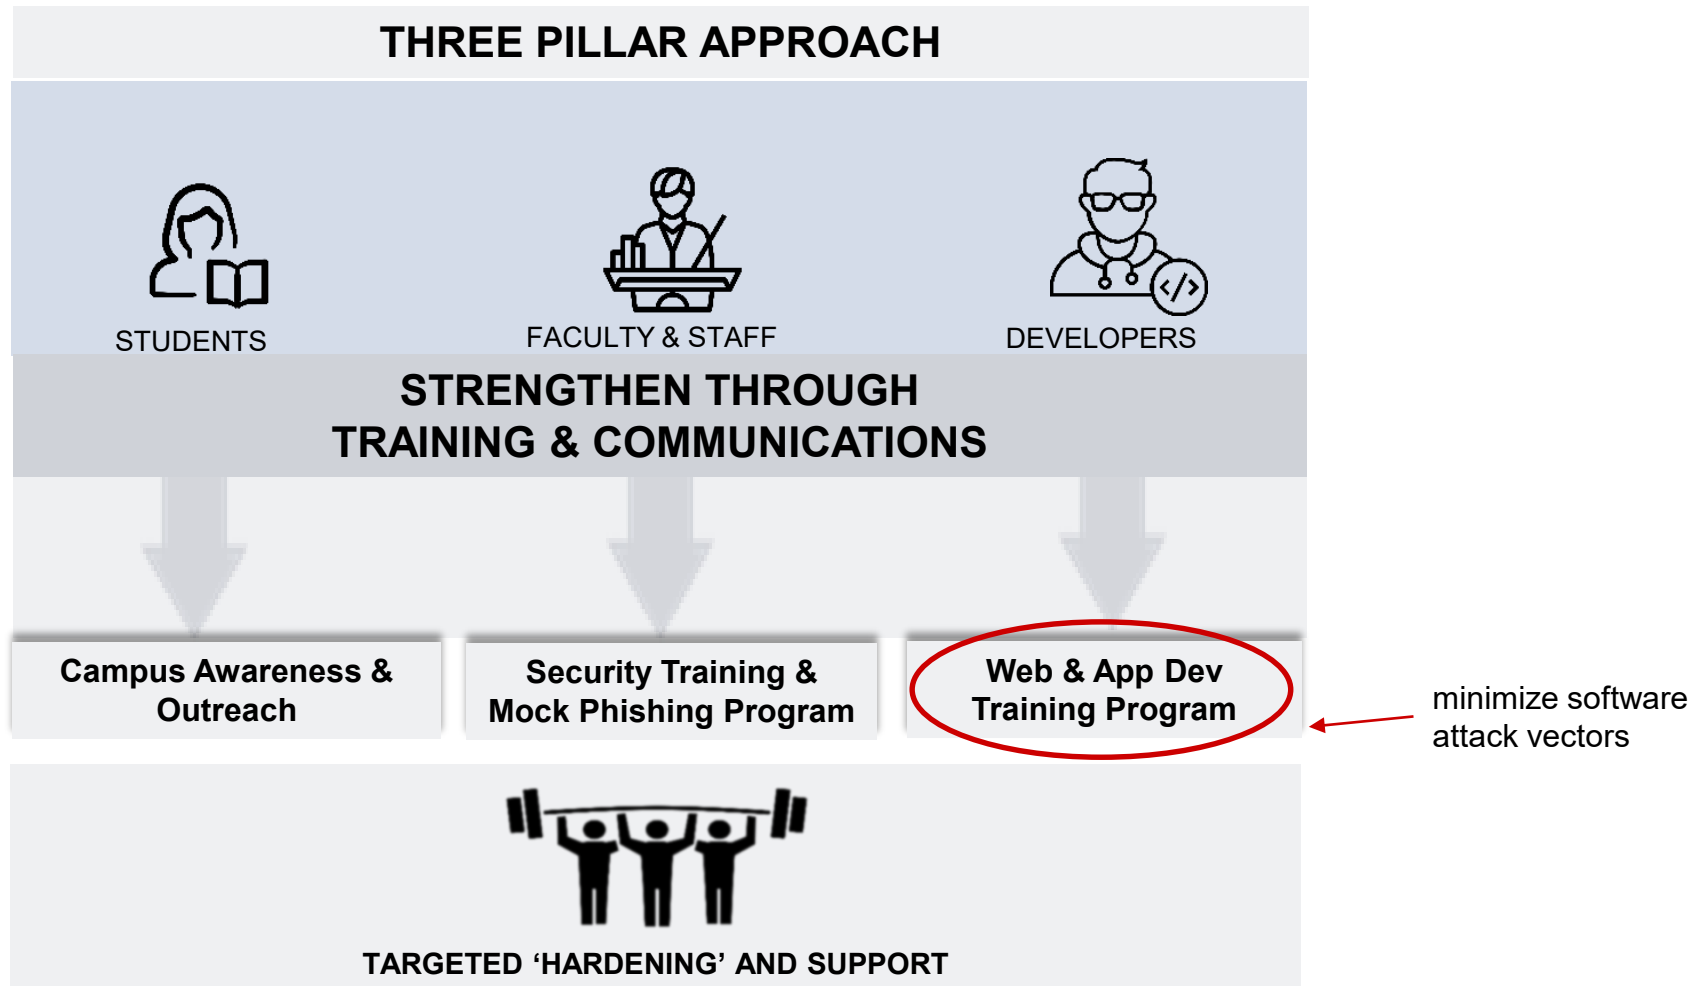 THREE PILLAR APPROACH
STUDENTS
FACULTY & STAFF
</>
DEVELOPERS
STRENGTHEN THROUGH
TRAINING & COMMUNICATIONS
Campus Awareness &
Outreach
Security Training &
Mock Phishing Program
Web & App Dev
Training Program
minimize software
attack vectors
TARGETED ‘HARDENING’ AND SUPPORT